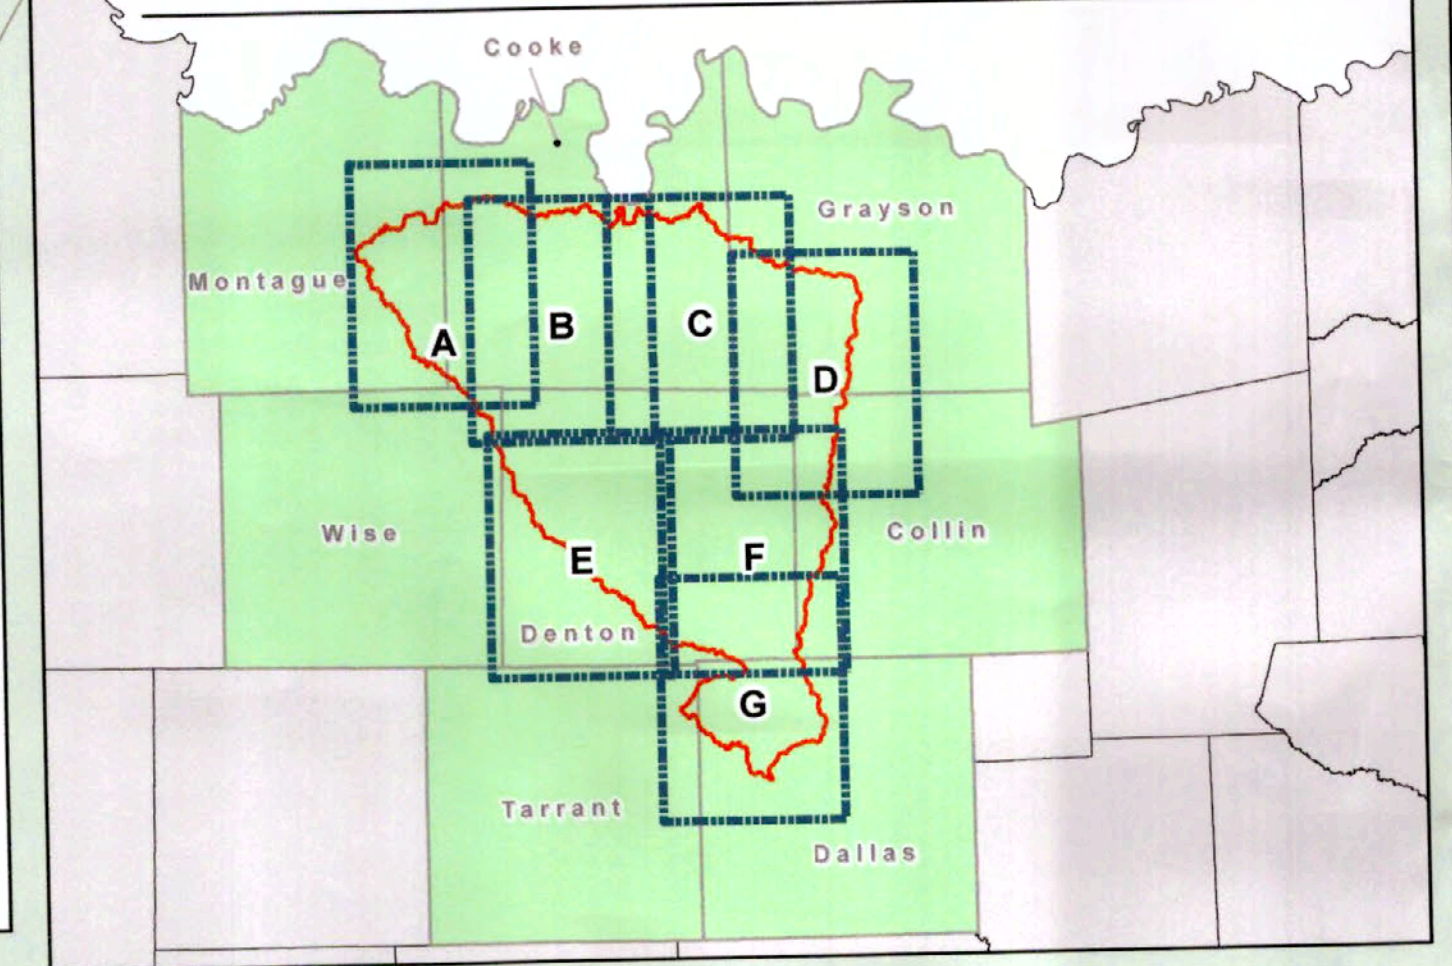 Cooke
Grayson
Montague
B
C
A
D
Wise
Collin
E
F
Denton
G
Tarrant
Dallas